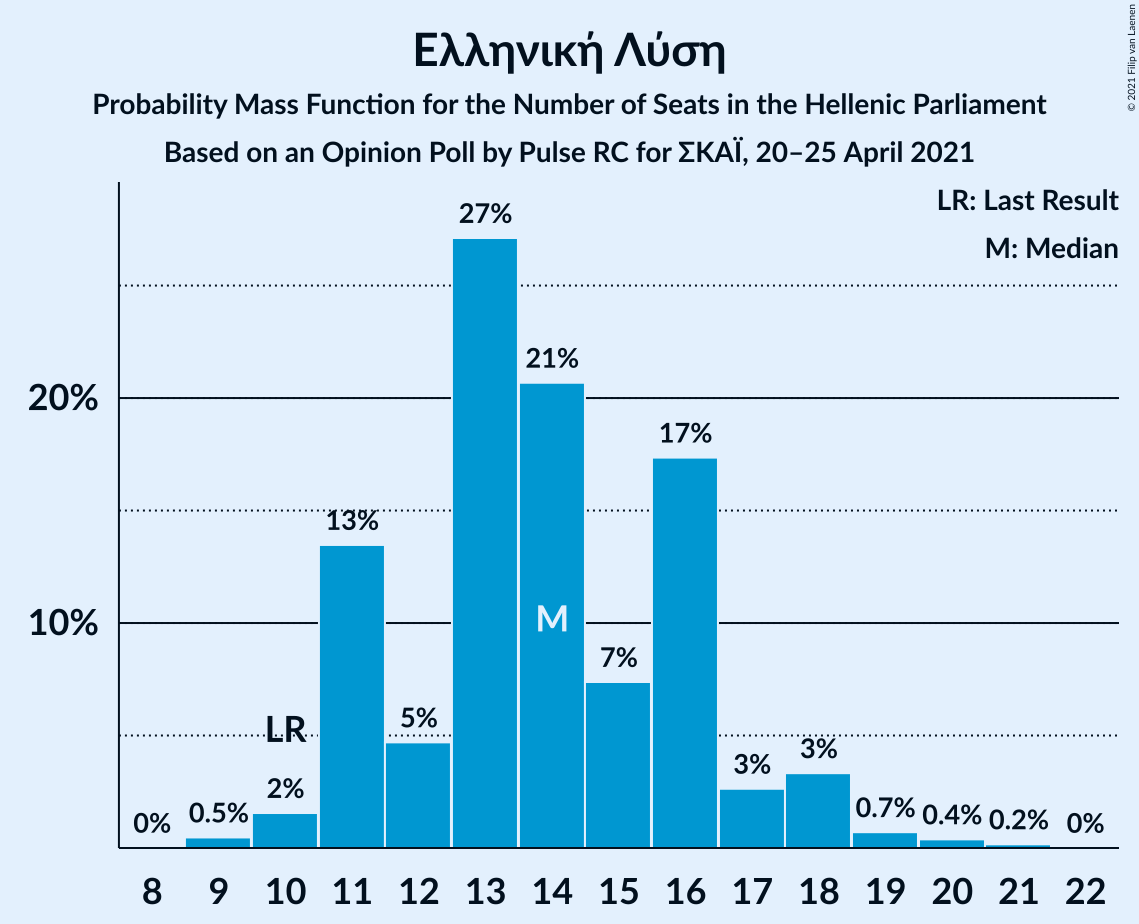 © 2021 Filip van Laenen
Ελληνική Λύση
Probability Mass Function for the Number of Seats in the Hellenic Parliament
Based on an Opinion Poll by Pulse RC for ΣΚΑΪ, 20–25 April 2021
LR: Last Result
M: Median
27%
21%
20%
17%
13%
10%
M
7%
LR
5%
3%
3%
2%
0%
0.5%
0.7%
0.4%
0.2%
0%
8 9 10 11 12 13 14 15 16 17 18 19 20 21 22